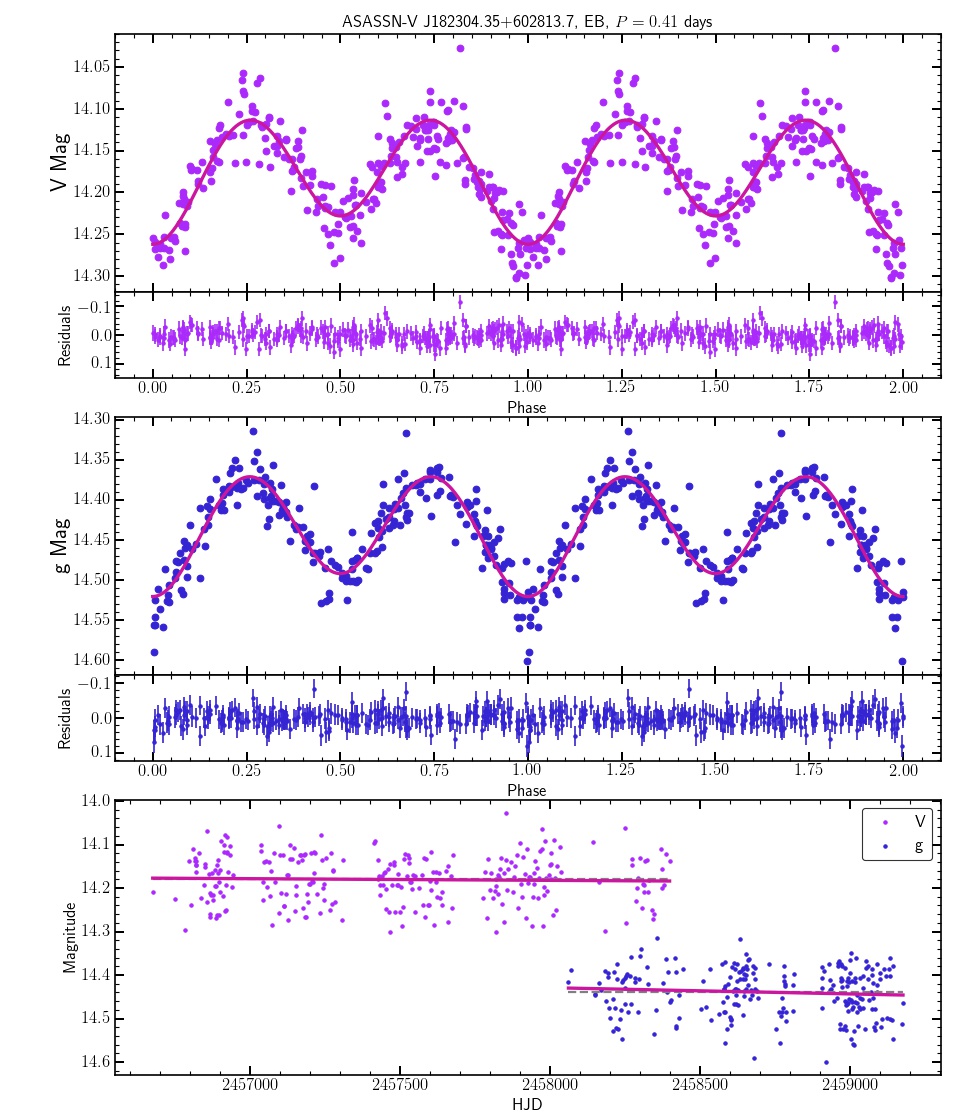 ASASSN-V J182304.35+602813.7, EB, P = 0.41 days
V Mag
14.05
14.10
14.15
14.20
14.25
14.30
Residuals
−0.1
0.0
0.1
0.00 0.25 0.50 0.75 1.00 1.25 1.50 1.75 2.00
Phase
g Mag
14.30
14.35
14.40
14.45
14.50
14.55
14.60
Residuals
−0.1
0.0
0.1
0.00 0.25 0.50 0.75 1.00 1.25 1.50 1.75 2.00
Phase
Magnitude
14.0
14.1
14.2
14.3
14.4
14.5
14.6
V
g
2457000 2457500 2458000 2458500 2459000
HJD